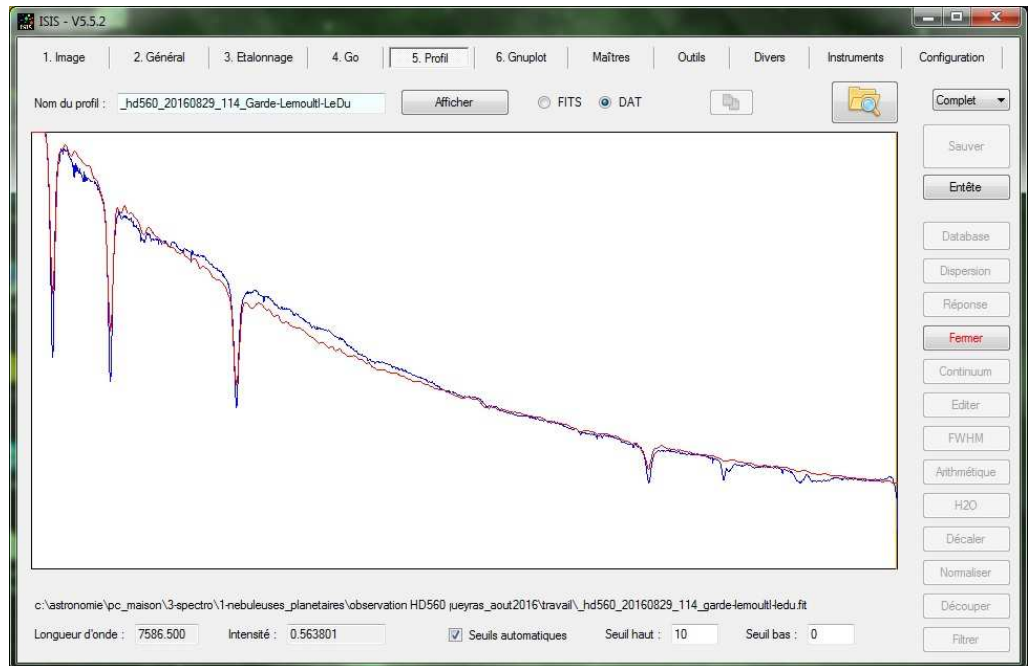 ISIS - V5.5.2
1. Image 2. Général 3. Etalonnage 4. Go 5. Profil 6. Gnuplot Maîtres Outils Divers Instruments Configuration
Nom du profil : _hd560_20160829_114_Garde-Lemoultl-LeDu Afficher FITS DAT Complet
Sauver
Entête
Database
Dispersion
Réponse
Fermer
Continuum
Editer
FWHM
Arithmétique
H2O
Décaler
Normaliser
c:\astronomie\pc_maison\3-spectro\1-nebuleuses_planetaires\observation HD560 queyras_aout2016\travail\_hd560_20160829_114_garde-lemoultl-ledu.fit Découper
Longueur d'onde : 7586.500 Intensité : 0.563801 Seuils automatiques Seuil haut : 10 Seuil bas : 0 Filtrer